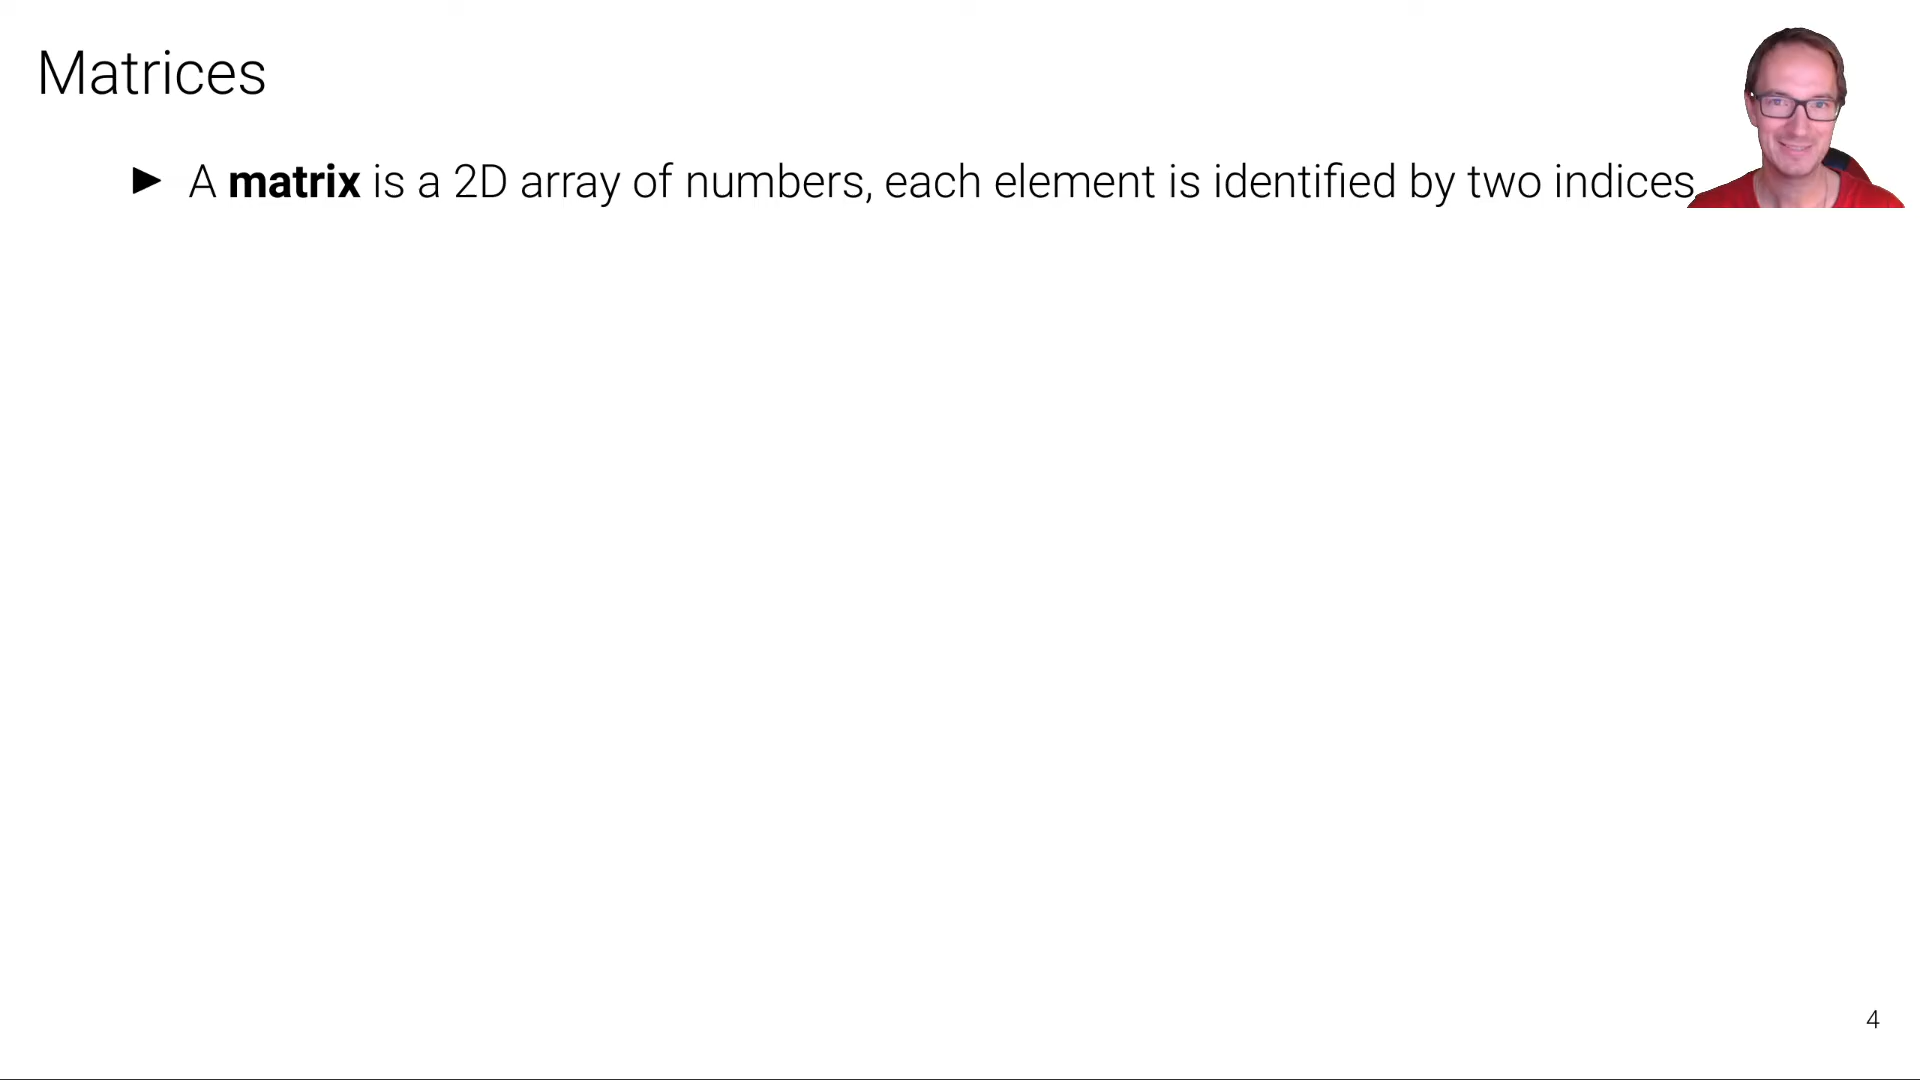 Matrices
► A matrix is a 2D array of numbers, each element is identified by two indices
4